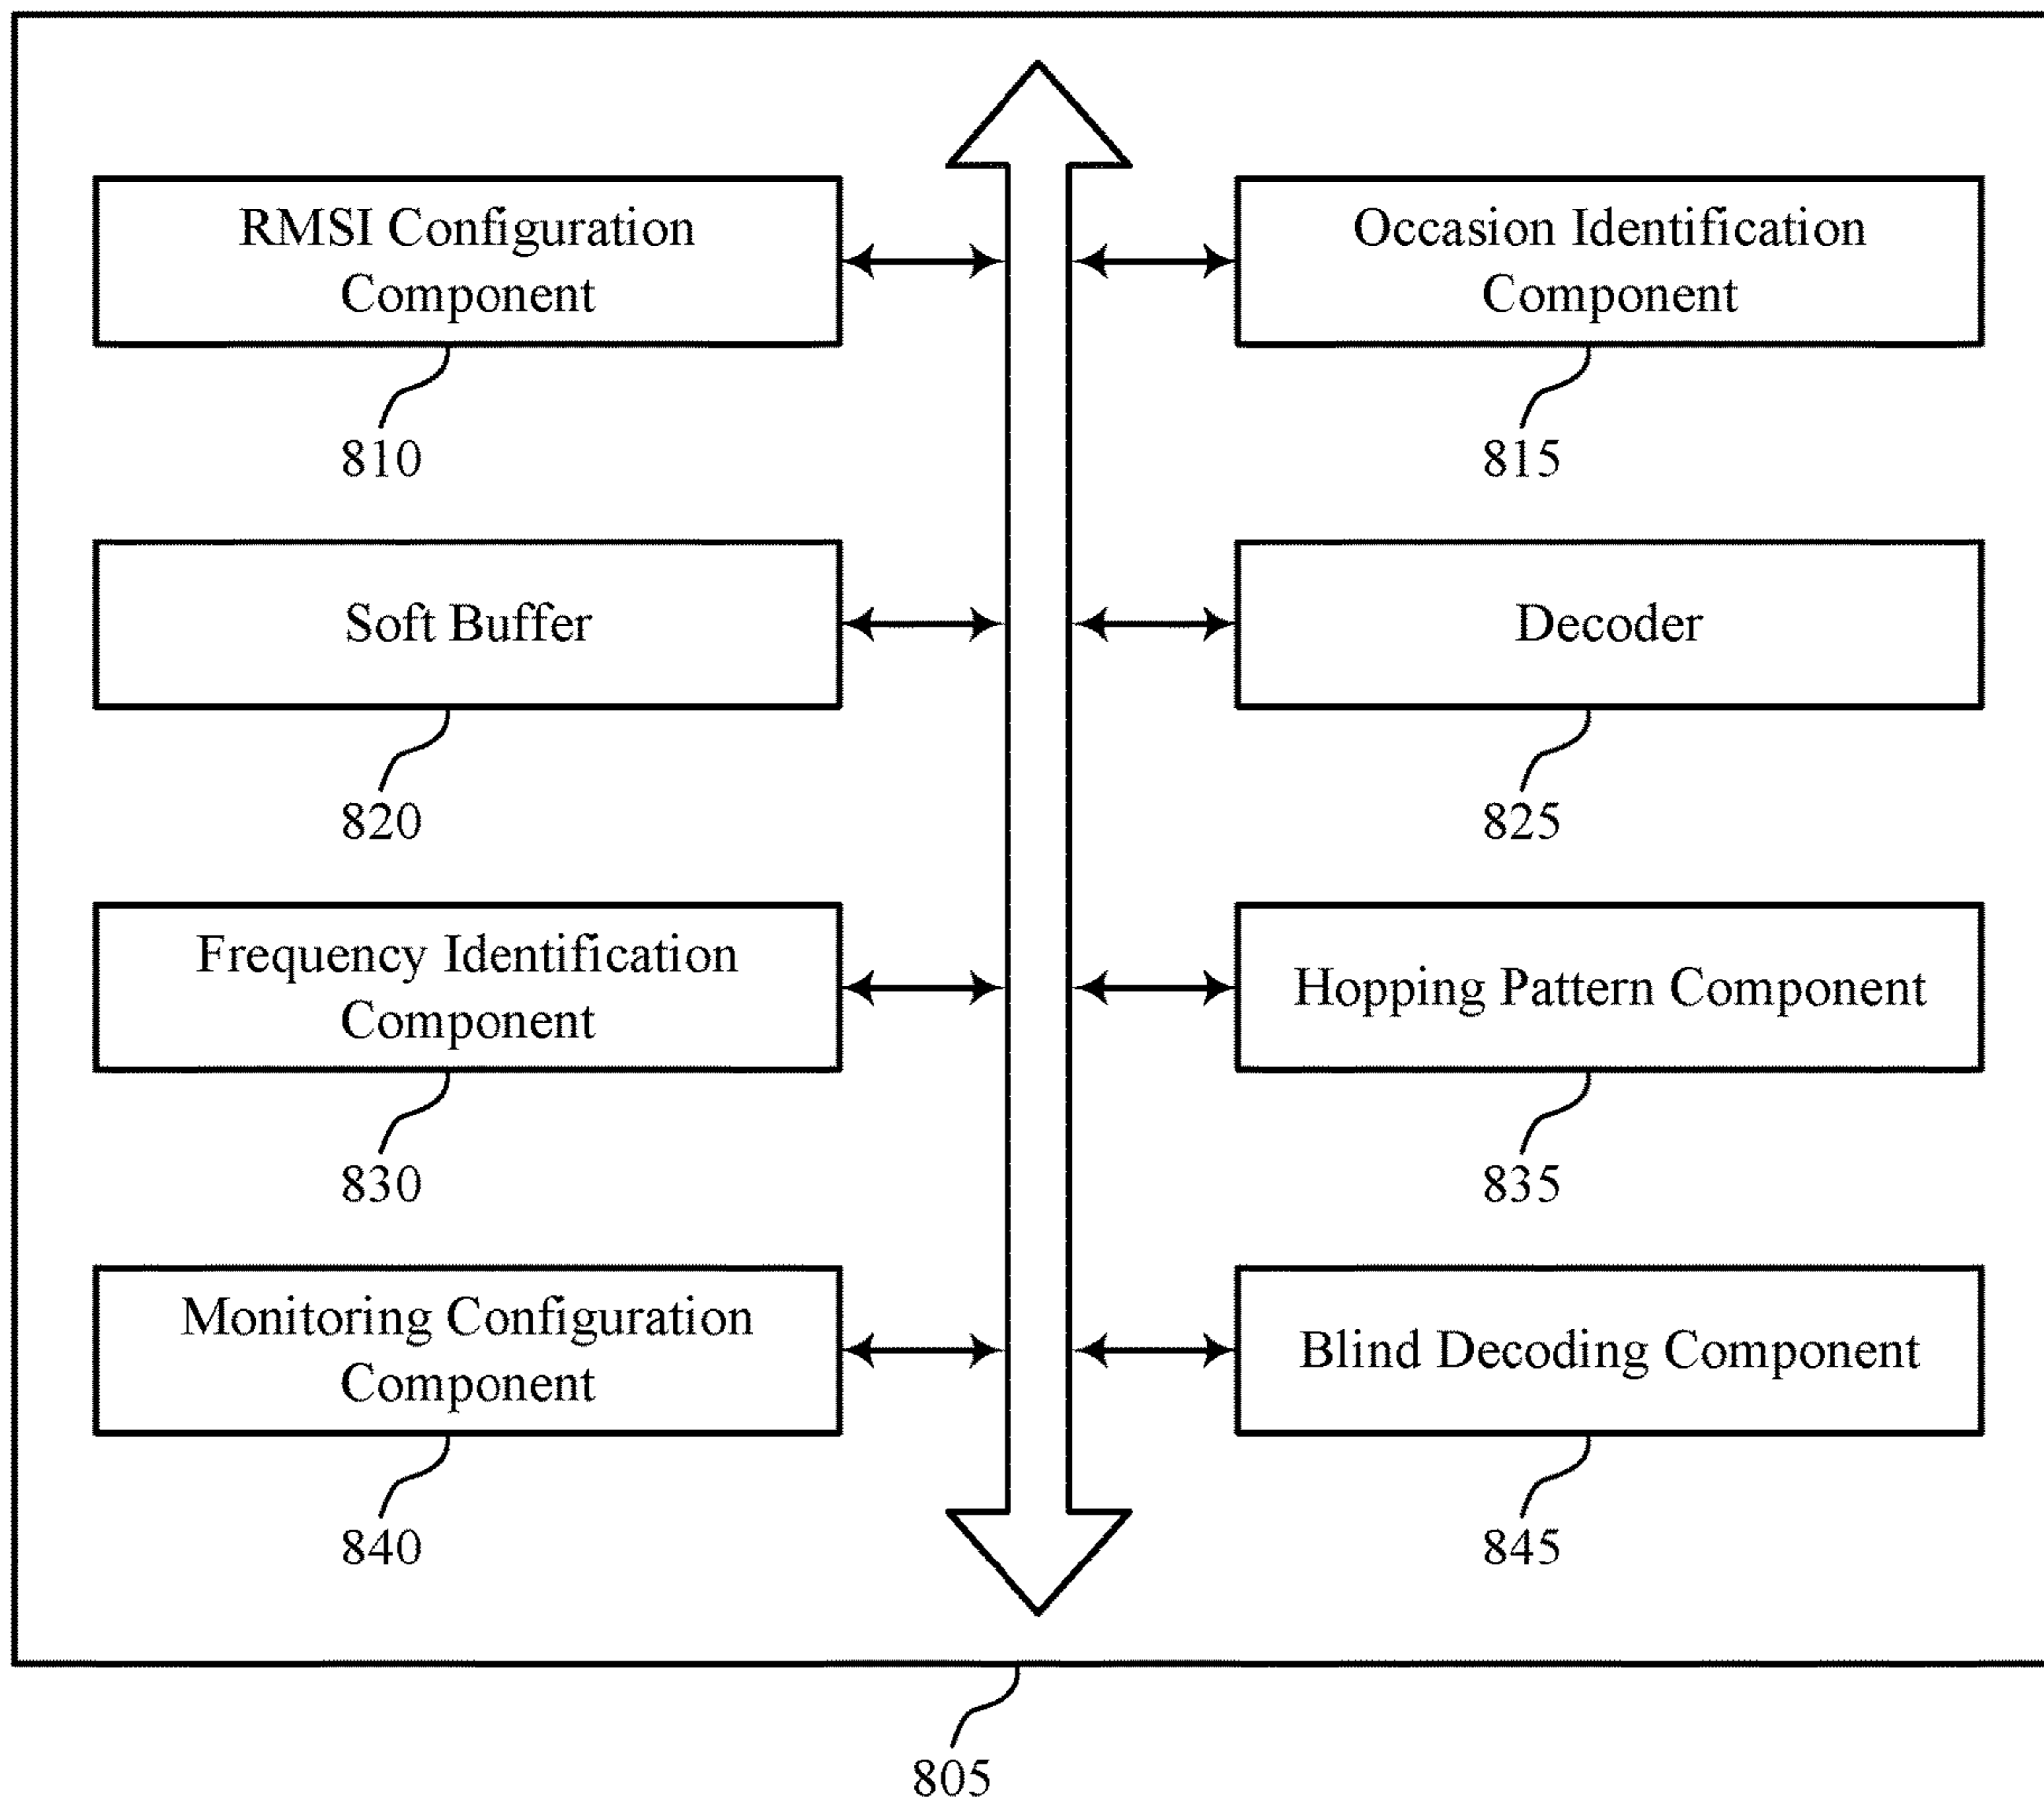 RMSI Configuration
Component
810
Occasion Identification
Component
815
Soft Buffer
820
Decoder
825
Frequency Identification
Component
830
Hopping Pattern Component
835
Monitoring Configuration
Component
840
Blind Decoding Component
845
805